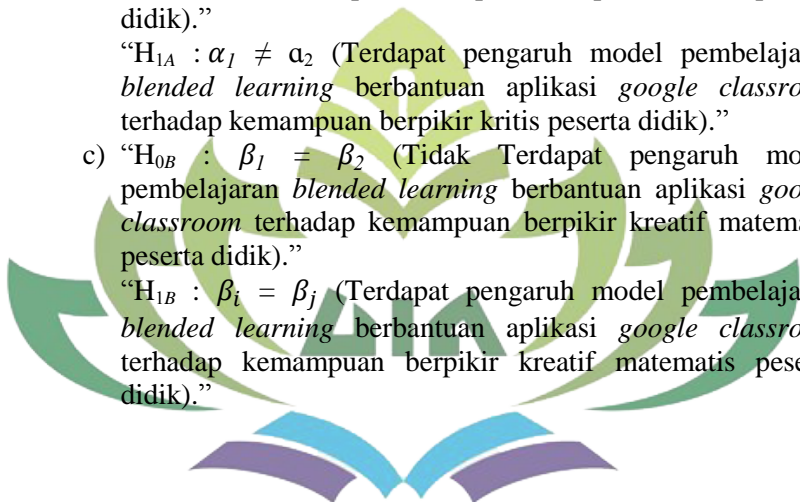 didik).”
“H1A : α1 ≠ α2 (Terdapat pengaruh model pembelaja
blended learning berbantuan aplikasi google classro
terhadap kemampuan berpikir kritis peserta didik).”
c) “H0B : β1 = β2 (Tidak Terdapat pengaruh mo
pembelajaran blended learning berbantuan aplikasi goo
classroom terhadap kemampuan berpikir kreatif matema
peserta didik).”
“H1B : βi = βj (Terdapat pengaruh model pembelaja
blended learning berbantuan aplikasi google classro
terhadap kemampuan berpikir kreatif matematis pese
didik).”